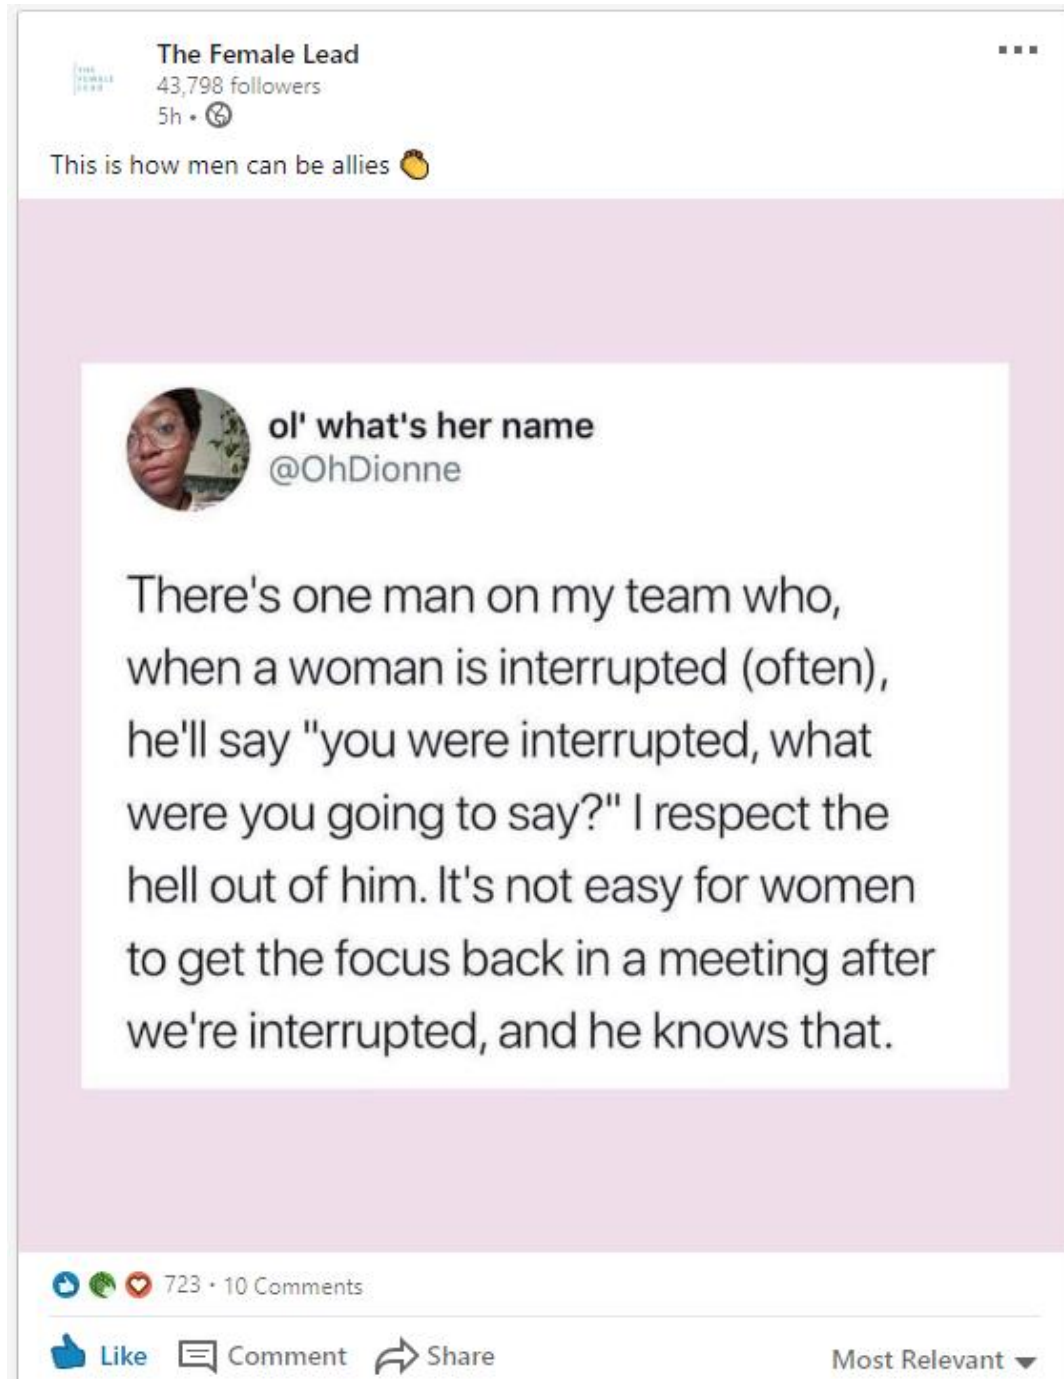 The Female Lead
THE
FEMALE
LEAD
43,798 followers
5h •
This is how men can be allies 👏
ol' what's her name
@OhDionne
There's one man on my team who,
when a woman is interrupted (often),
he'll say "you were interrupted, what
were you going to say?" I respect the
hell out of him. It's not easy for women
to get the focus back in a meeting after
we're interrupted, and he knows that.
723 • 10 Comments
Like Comment Share Most Relevant